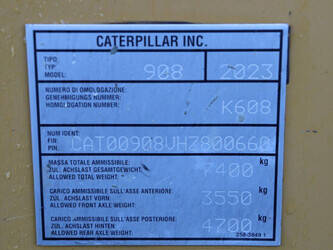 CATERPILLAR INC.
TIPO:
TYP:
MODEL: 908 2023
NUMERO DI OMOLOGAZIONE:
GENEHMIGUNGS NUMMER:
HOMOLOGATION NUMBER: K608
NUM IDENT:
FIN:
PIN: CAT00908VHZ800660
MASSA TOTALE AMMISSIBILE:
ZUL. ACHSLAST GESAMTGEWICHT:
ALLOWED TOTAL WEIGHT: 7400 kg
CARICO AMMISSIBILE SULL'ASSE ANTERIORE:
ZUL. ACHSLAST VORN:
ALLOWED FRONT AXLE WEIGHT: 3550 kg
CARICO AMMISSIBILE SULL'ASSE POSTERIORE:
ZUL. ACHSLAST HINTEN:
ALLOWED REAR AXLE WEIGHT: 4700 kg